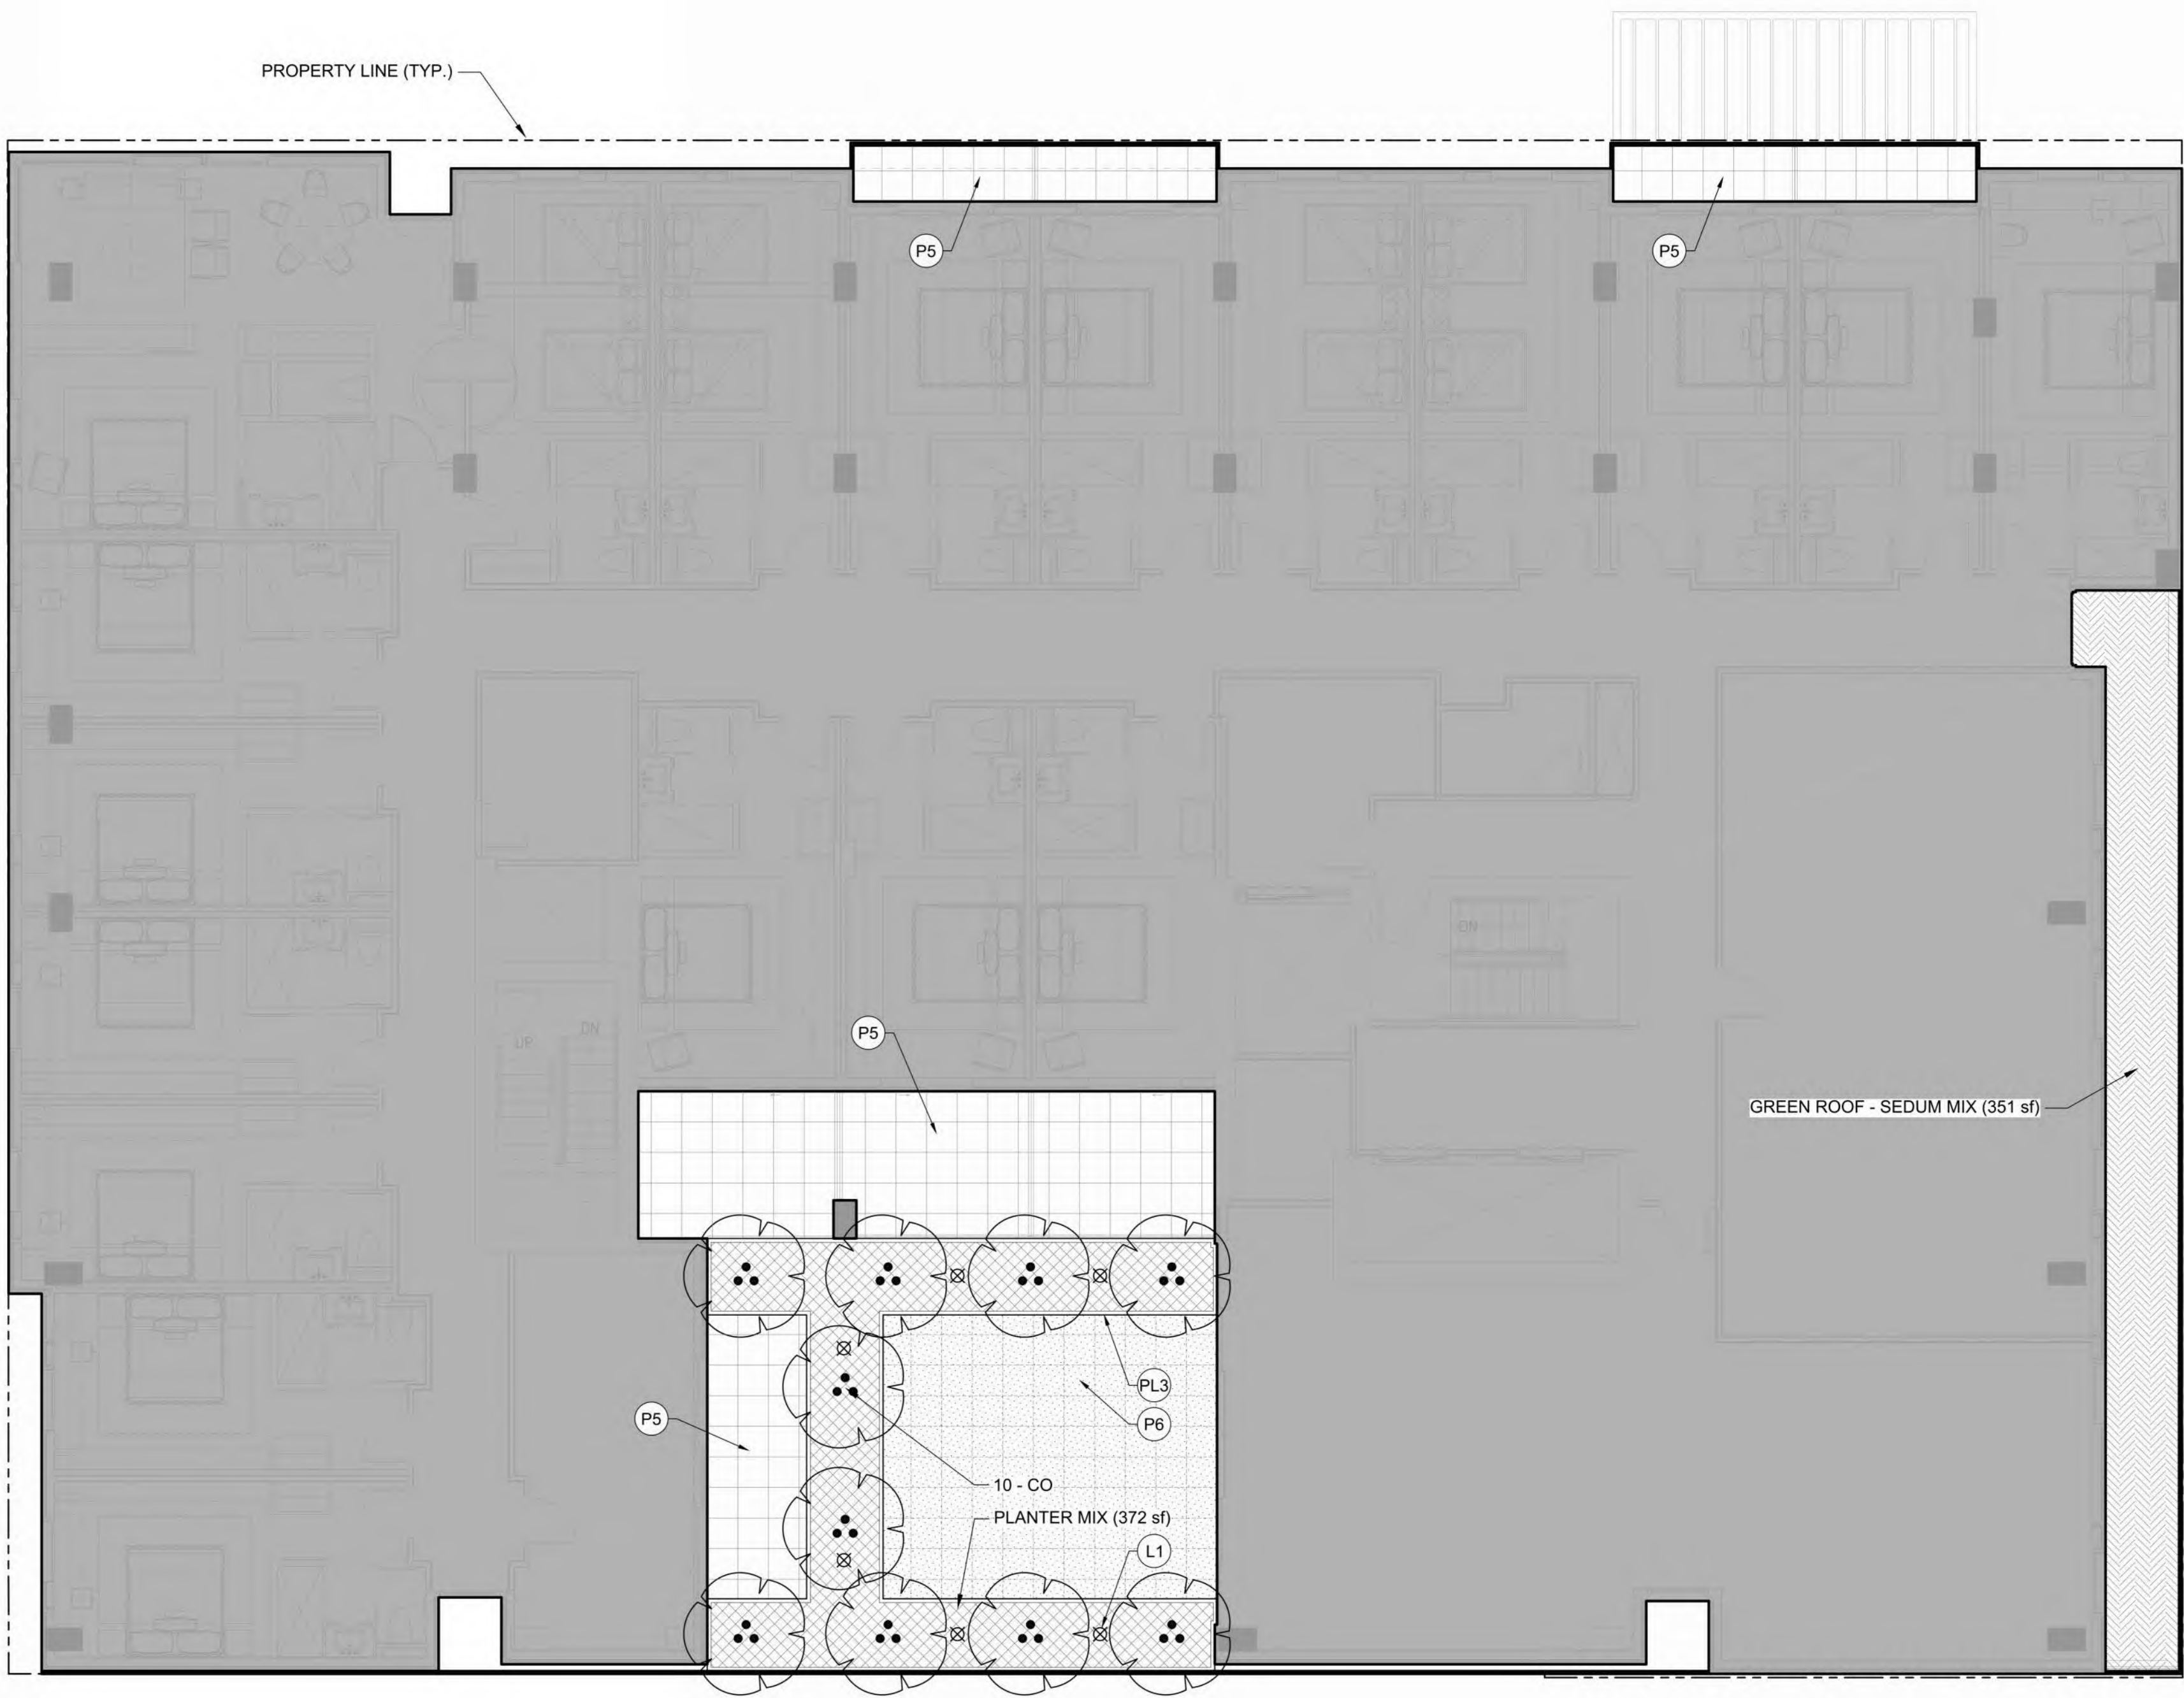 PROPERTY LINE (TYP.)
P5
P5
DN
P5
DN
UP
GREEN ROOF - SEDUM MIX (351 sf)
PL3
P5
P6
10 - CO
PLANTER MIX (372 sf)
L1